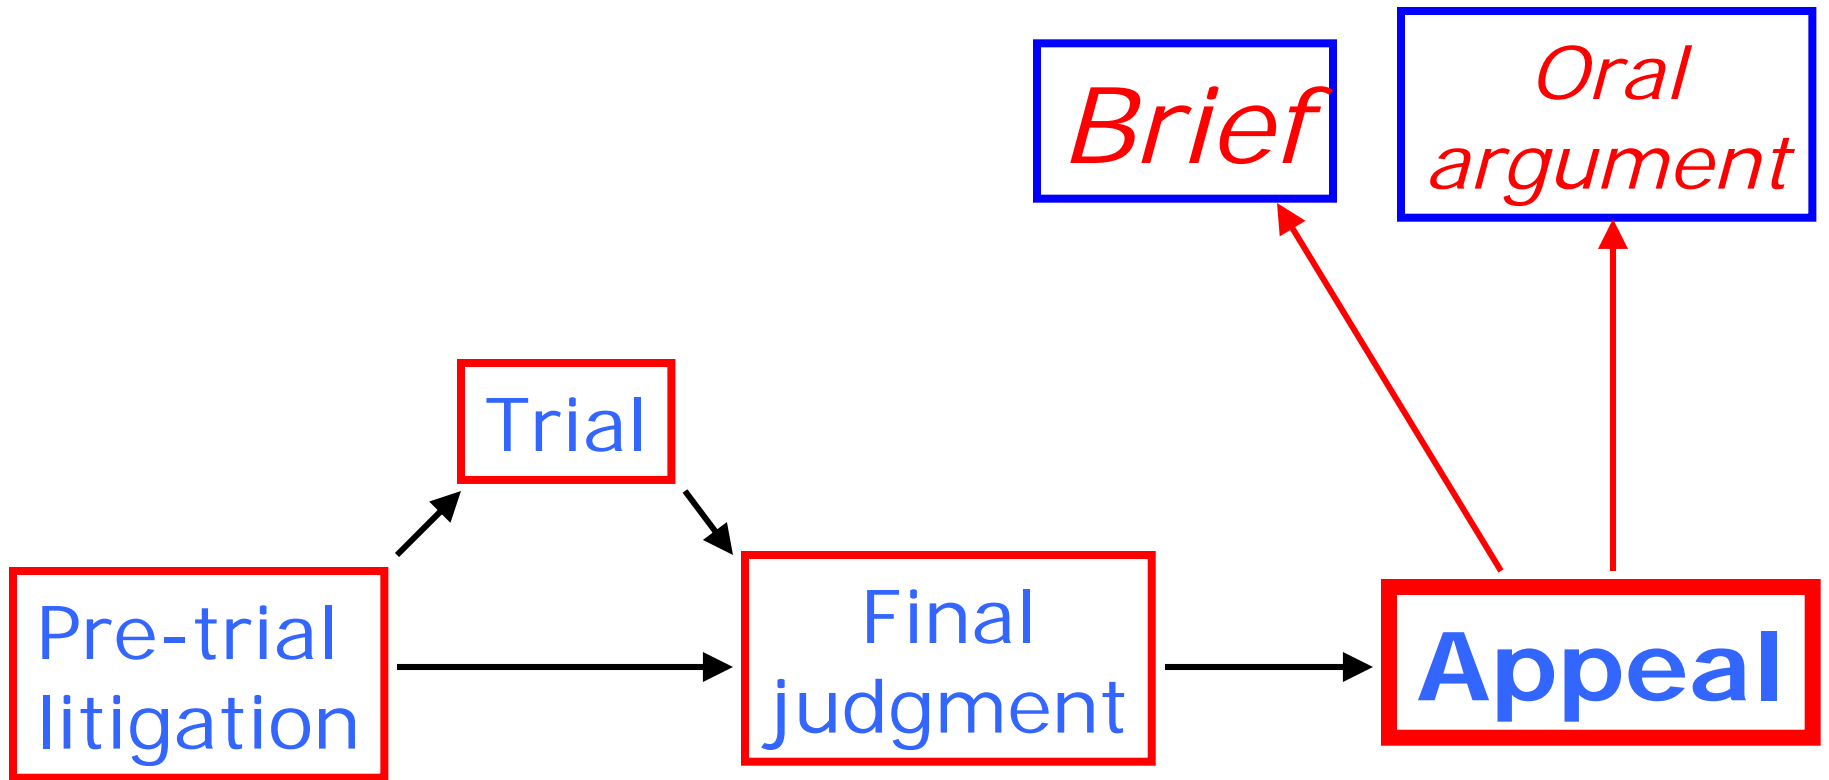 Brief
Oral
argument
Trial
Pre-trial
litigation
Final
judgment
Appeal